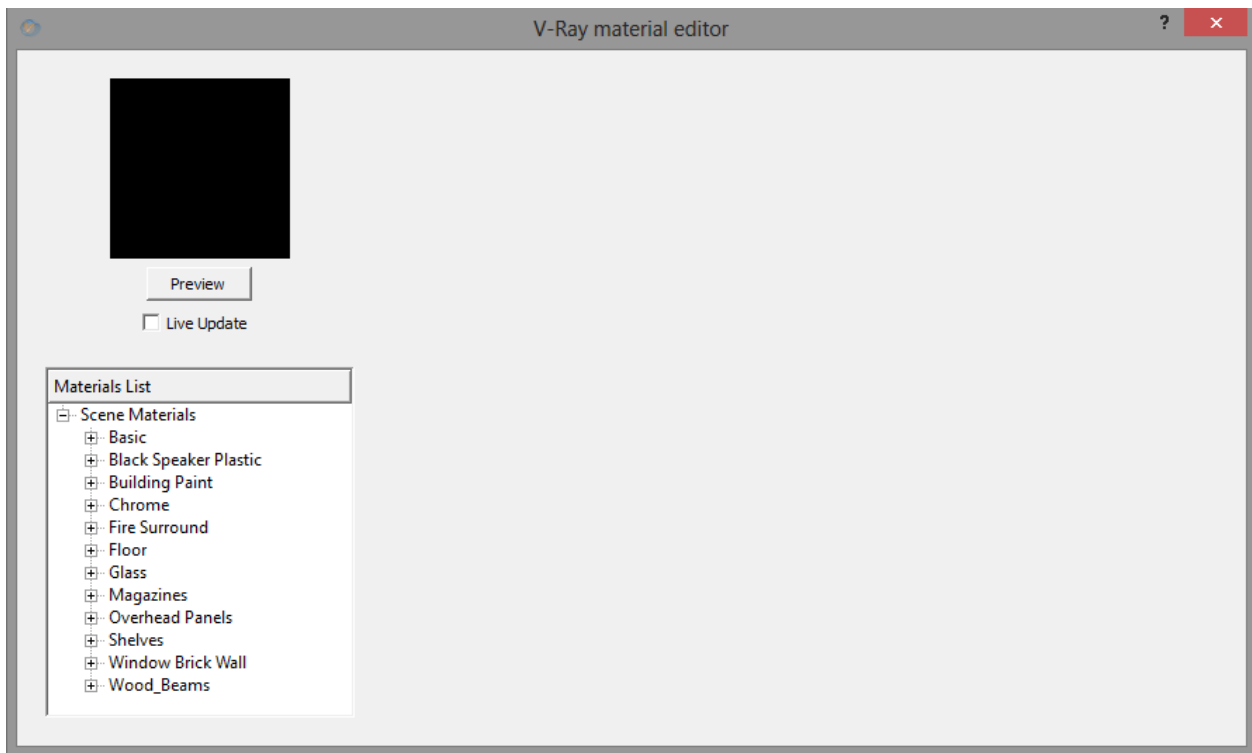 V-Ray material editor
?
Preview
Live Update
Materials List
Scene Materials
Basic
Black Speaker Plastic
Building Paint
Chrome
Fire Surround
Floor
Glass
Magazines
Overhead Panels
Shelves
Window Brick Wall
Wood_Beams